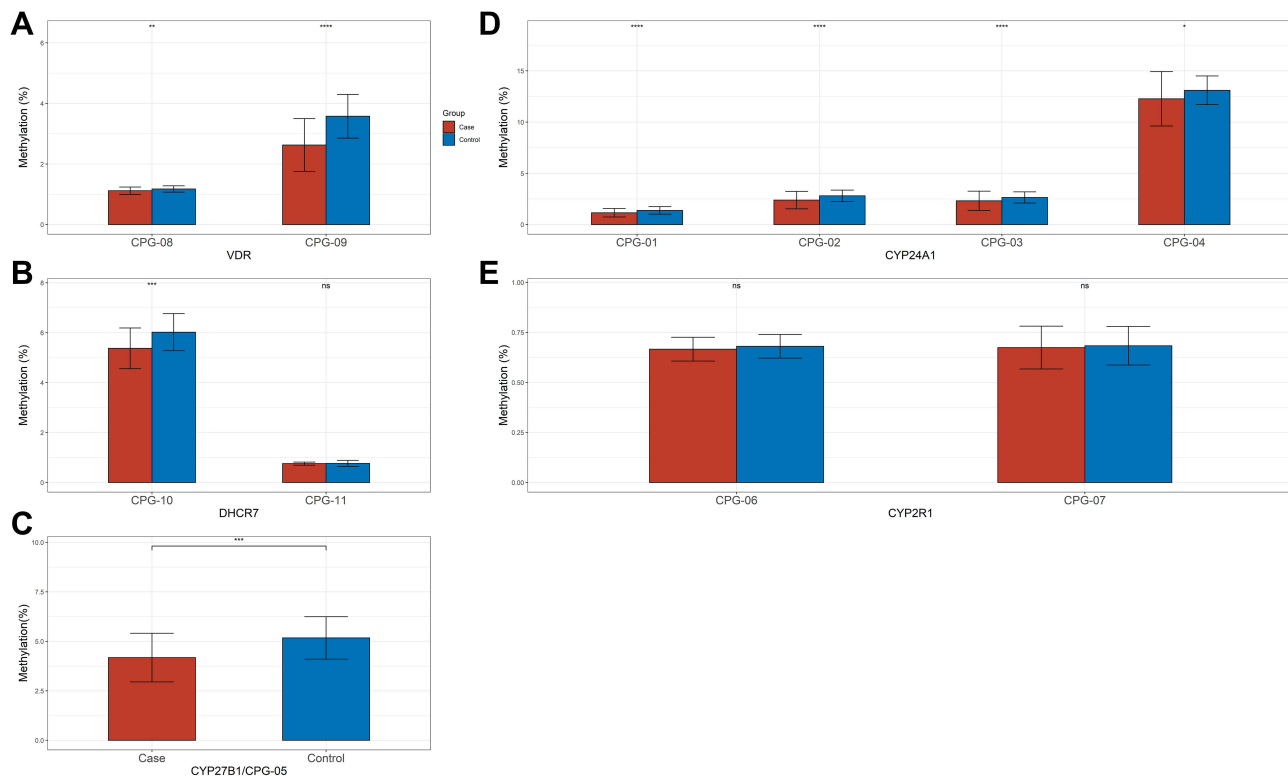 A
**
****
6
4
2
0
Methylation (%)
CPG-08
CPG-09
VDR
Group
Case
Control
B
***
ns
8
6
4
2
0
Methylation (%)
CPG-10
CPG-11
DHCR7
C
***
10.0
7.5
5.0
2.5
0.0
Methylation(%)
Case
Control
CYP27B1/CPG-05
D
****
****
****
*
15
10
5
0
Methylation (%)
CPG-01
CPG-02
CPG-03
CPG-04
CYP24A1
E
ns
ns
1.00
0.75
0.50
0.25
0.00
Methylation (%)
CPG-06
CPG-07
CYP2R1